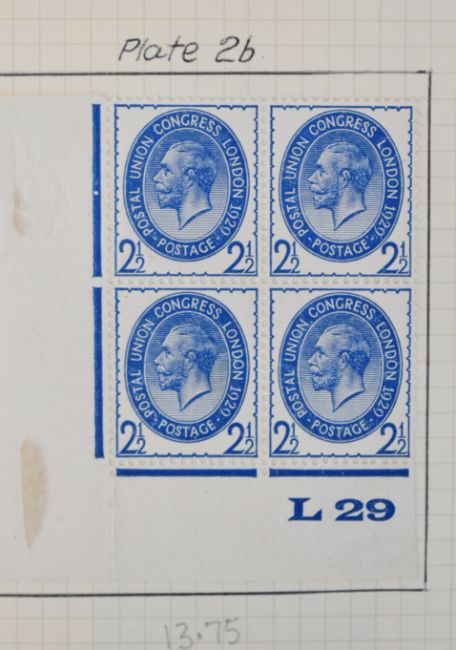 Plate 2b
POSTAL UNION CONGRESS LONDON 1929
POSTAGE
2½ 2½
POSTAL UNION CONGRESS LONDON 1929
POSTAGE
2½ 2½
POSTAL UNION CONGRESS LONDON 1929
POSTAGE
2½ 2½
POSTAL UNION CONGRESS LONDON 1929
POSTAGE
2½ 2½
L 29
13.75